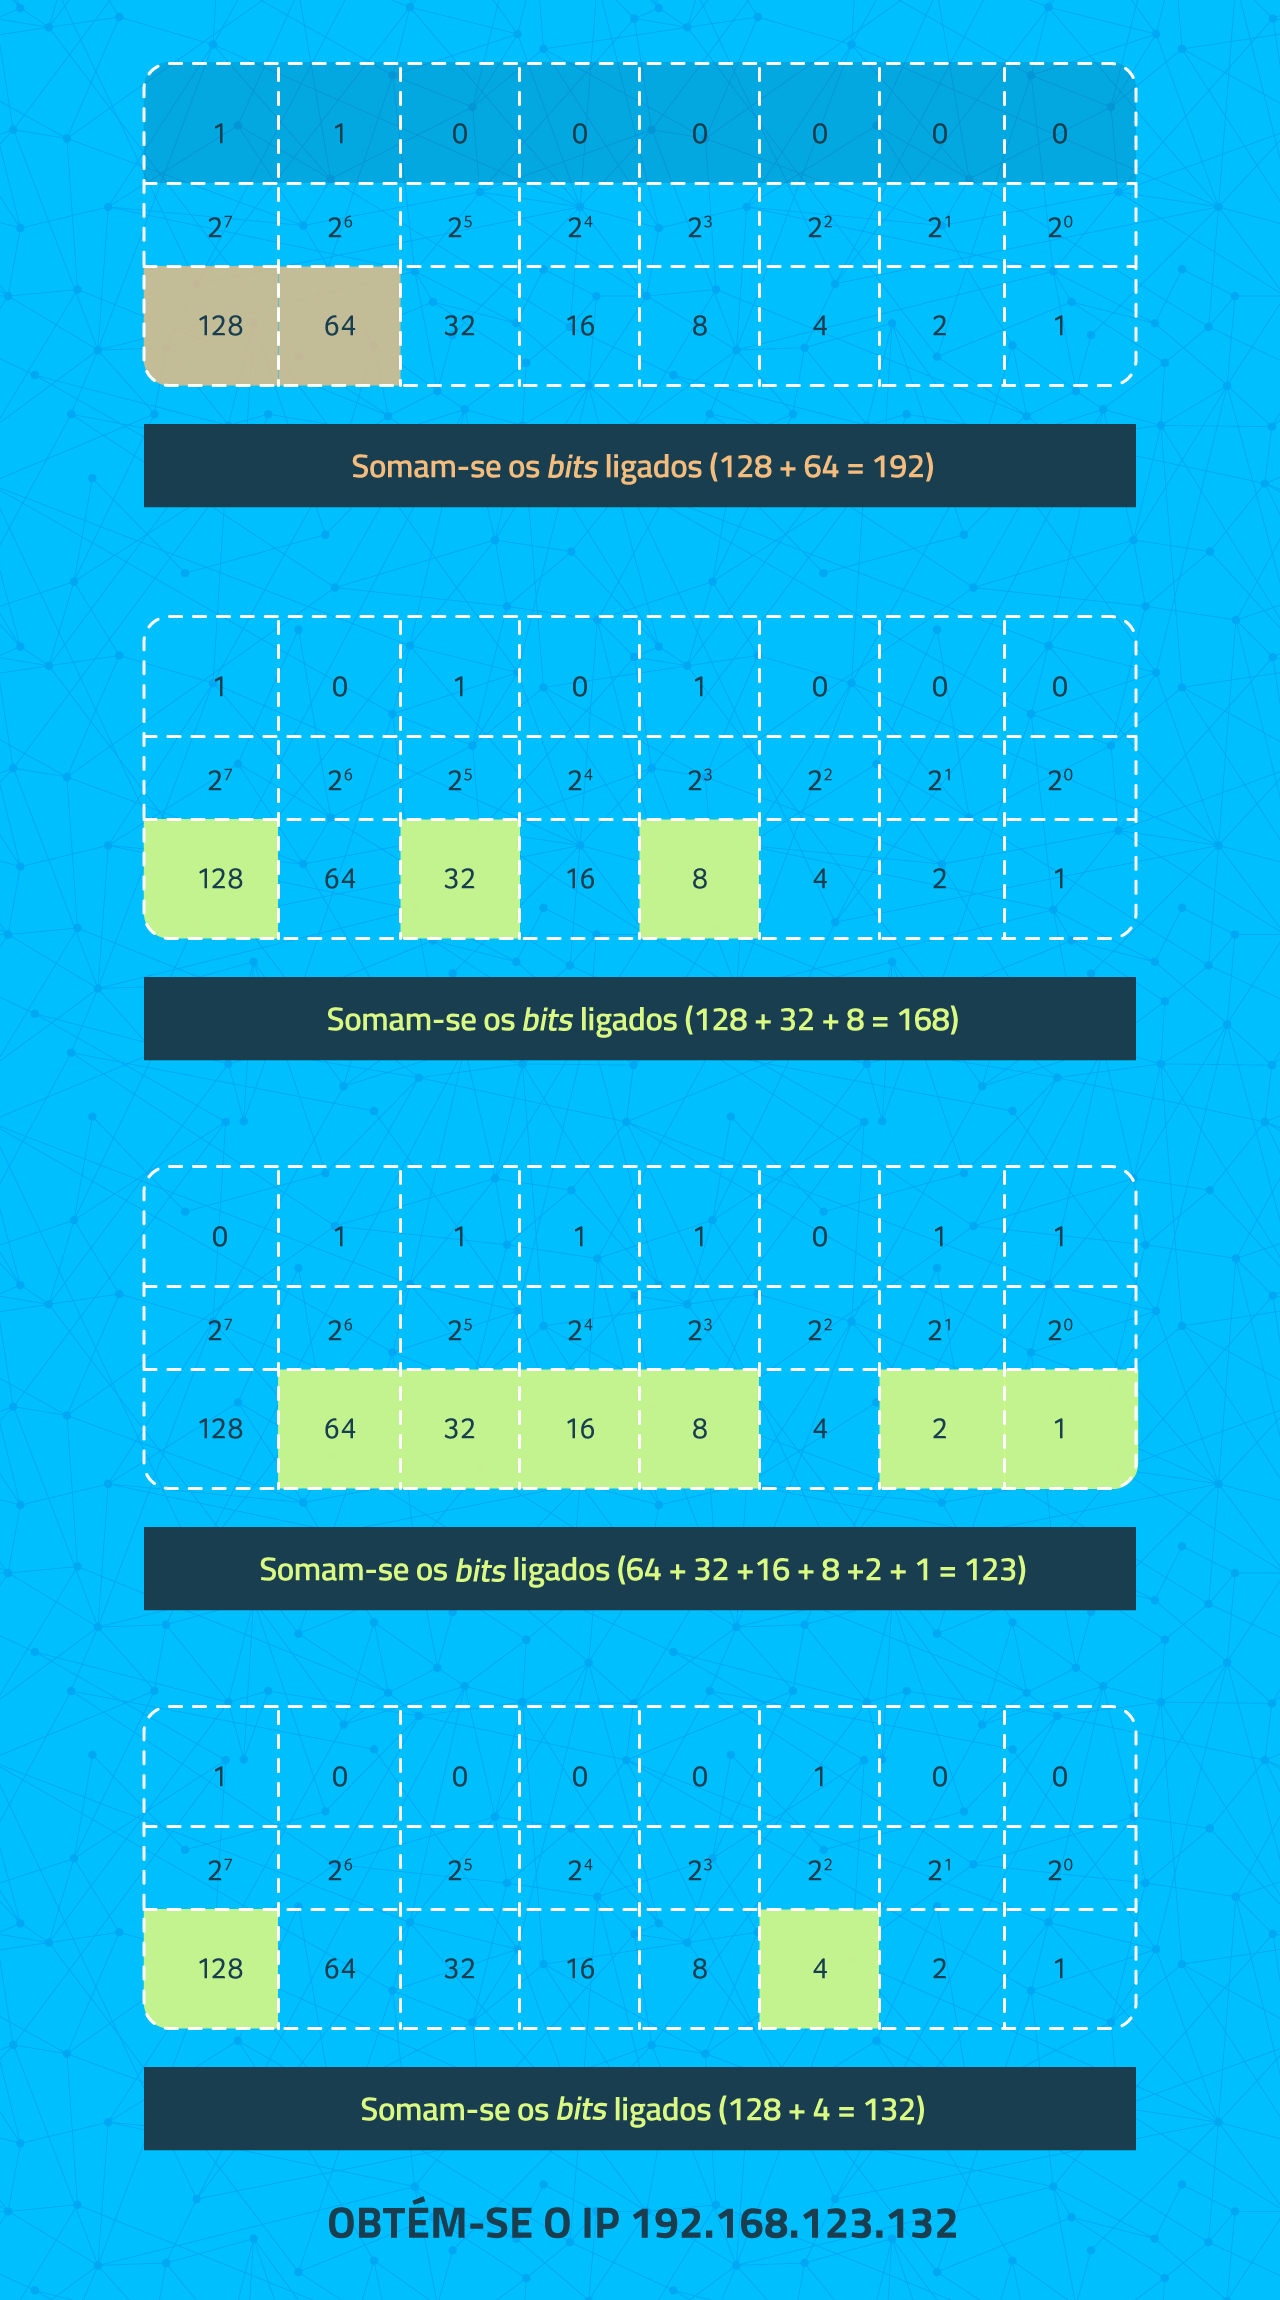 1 1 0 0 0 0 0 0
2⁷ 2⁶ 2⁵ 2⁴ 2³ 2² 2¹ 2⁰
128 64 32 16 8 4 2 1
Somam-se os bits ligados (128 + 64 = 192)
1 0 1 0 1 0 0 0
2⁷ 2⁶ 2⁵ 2⁴ 2³ 2² 2¹ 2⁰
128 64 32 16 8 4 2 1
Somam-se os bits ligados (128 + 32 + 8 = 168)
0 1 1 1 1 0 1 1
2⁷ 2⁶ 2⁵ 2⁴ 2³ 2² 2¹ 2⁰
128 64 32 16 8 4 2 1
Somam-se os bits ligados (64 + 32 +16 + 8 +2 + 1 = 123)
1 0 0 0 0 1 0 0
2⁷ 2⁶ 2⁵ 2⁴ 2³ 2² 2¹ 2⁰
128 64 32 16 8 4 2 1
Somam-se os bits ligados (128 + 4 = 132)
OBTÉM-SE O IP 192.168.123.132